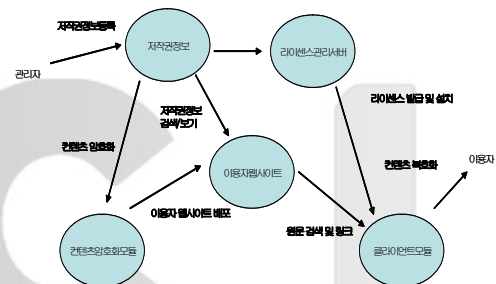 저작권정보등록
관리자
저작권정보
라이센스관리서버
라이센스 발급 및 설치
저작권정보
검색/보기
컨텐츠 암호화
컨텐츠 복호화
이용자
이용자웹사이트
이용자 웹사이트 배포
원문 검색 및 링크
컨텐츠암호화모듈
클라이언트모듈